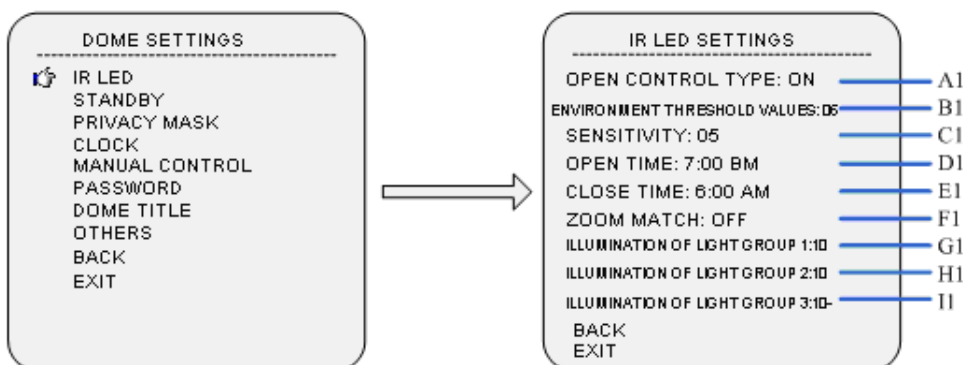 DOME SETTINGS
IR LED
STANDBY
PRIVACY MASK
CLOCK
MANUAL CONTROL
PASSWORD
DOME TITLE
OTHERS
BACK
EXIT
IR LED SETTINGS
OPEN CONTROL TYPE: ON
A1
ENVIRONMENT THRESHOLD VALUES:05
B1
SENSITIVITY: 05
C1
OPEN TIME: 7:00 BM
D1
CLOSE TIME: 6:00 AM
E1
ZOOM MATCH: OFF
F1
ILLUMINATION OF LIGHT GROUP 1:10
G1
ILLUMINATION OF LIGHT GROUP 2:10
H1
ILLUMINATION OF LIGHT GROUP 3:10
I1
BACK
EXIT